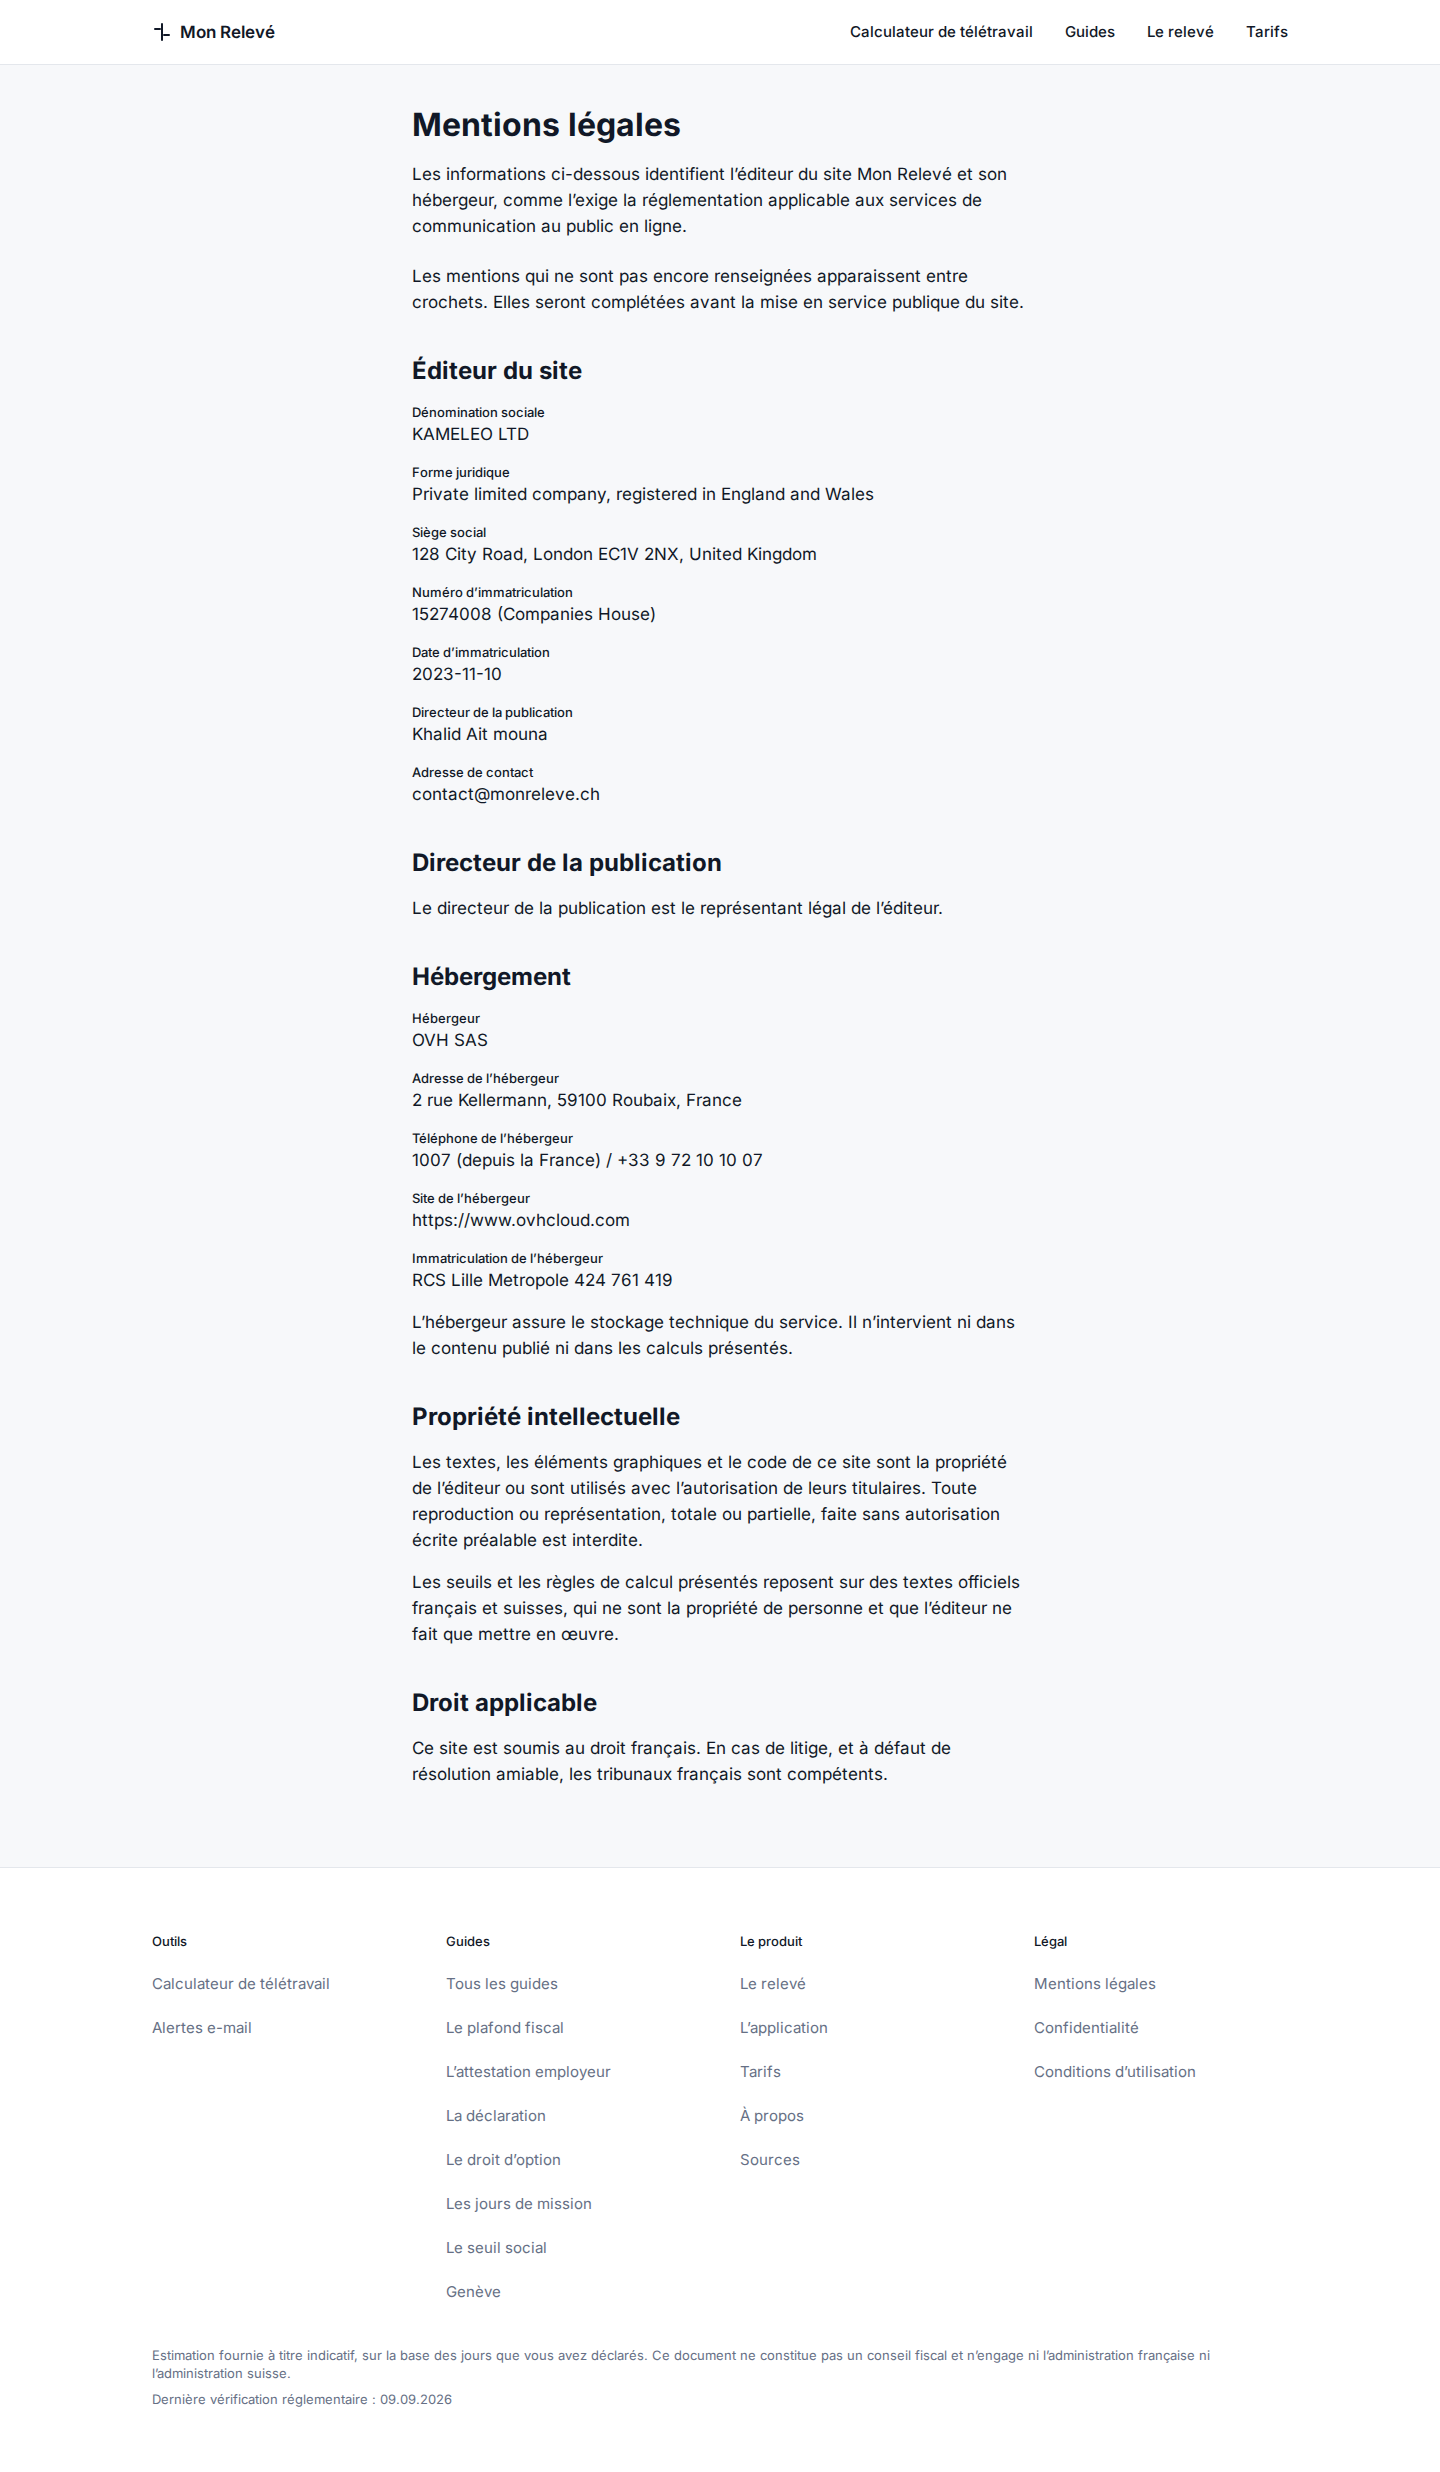 Mon Relevé
Calculateur de télétravail
Guides
Le relevé
Tarifs
Mentions légales
Les informations ci-dessous identifient l’éditeur du site Mon Relevé et son
hébergeur, comme l’exige la réglementation applicable aux services de
communication au public en ligne.
Les mentions qui ne sont pas encore renseignées apparaissent entre
crochets. Elles seront complétées avant la mise en service publique du site.
Éditeur du site
Dénomination sociale
KAMELEO LTD
Forme juridique
Private limited company, registered in England and Wales
Siège social
128 City Road, London EC1V 2NX, United Kingdom
Numéro d’immatriculation
15274008 (Companies House)
Date d’immatriculation
2023-11-10
Directeur de la publication
Khalid Ait mouna
Adresse de contact
contact@monreleve.ch
Directeur de la publication
Le directeur de la publication est le représentant légal de l’éditeur.
Hébergement
Hébergeur
OVH SAS
Adresse de l’hébergeur
2 rue Kellermann, 59100 Roubaix, France
Téléphone de l’hébergeur
1007 (depuis la France) / +33 9 72 10 10 07
Site de l’hébergeur
https://www.ovhcloud.com
Immatriculation de l’hébergeur
RCS Lille Metropole 424 761 419
L’hébergeur assure le stockage technique du service. Il n’intervient ni dans
le contenu publié ni dans les calculs présentés.
Propriété intellectuelle
Les textes, les éléments graphiques et le code de ce site sont la propriété
de l’éditeur ou sont utilisés avec l’autorisation de leurs titulaires. Toute
reproduction ou représentation, totale ou partielle, faite sans autorisation
écrite préalable est interdite.
Les seuils et les règles de calcul présentés reposent sur des textes officiels
français et suisses, qui ne sont la propriété de personne et que l’éditeur ne
fait que mettre en œuvre.
Droit applicable
Ce site est soumis au droit français. En cas de litige, et à défaut de
résolution amiable, les tribunaux français sont compétents.
Outils
Calculateur de télétravail
Alertes e-mail
Guides
Tous les guides
Le plafond fiscal
L’attestation employeur
La déclaration
Le droit d’option
Les jours de mission
Le seuil social
Genève
Le produit
Le relevé
L’application
Tarifs
À propos
Sources
Légal
Mentions légales
Confidentialité
Conditions d’utilisation
Estimation fournie à titre indicatif, sur la base des jours que vous avez déclarés. Ce document ne constitue pas un conseil fiscal et n’engage ni l’administration française ni
l’administration suisse.
Dernière vérification réglementaire : 09.09.2026